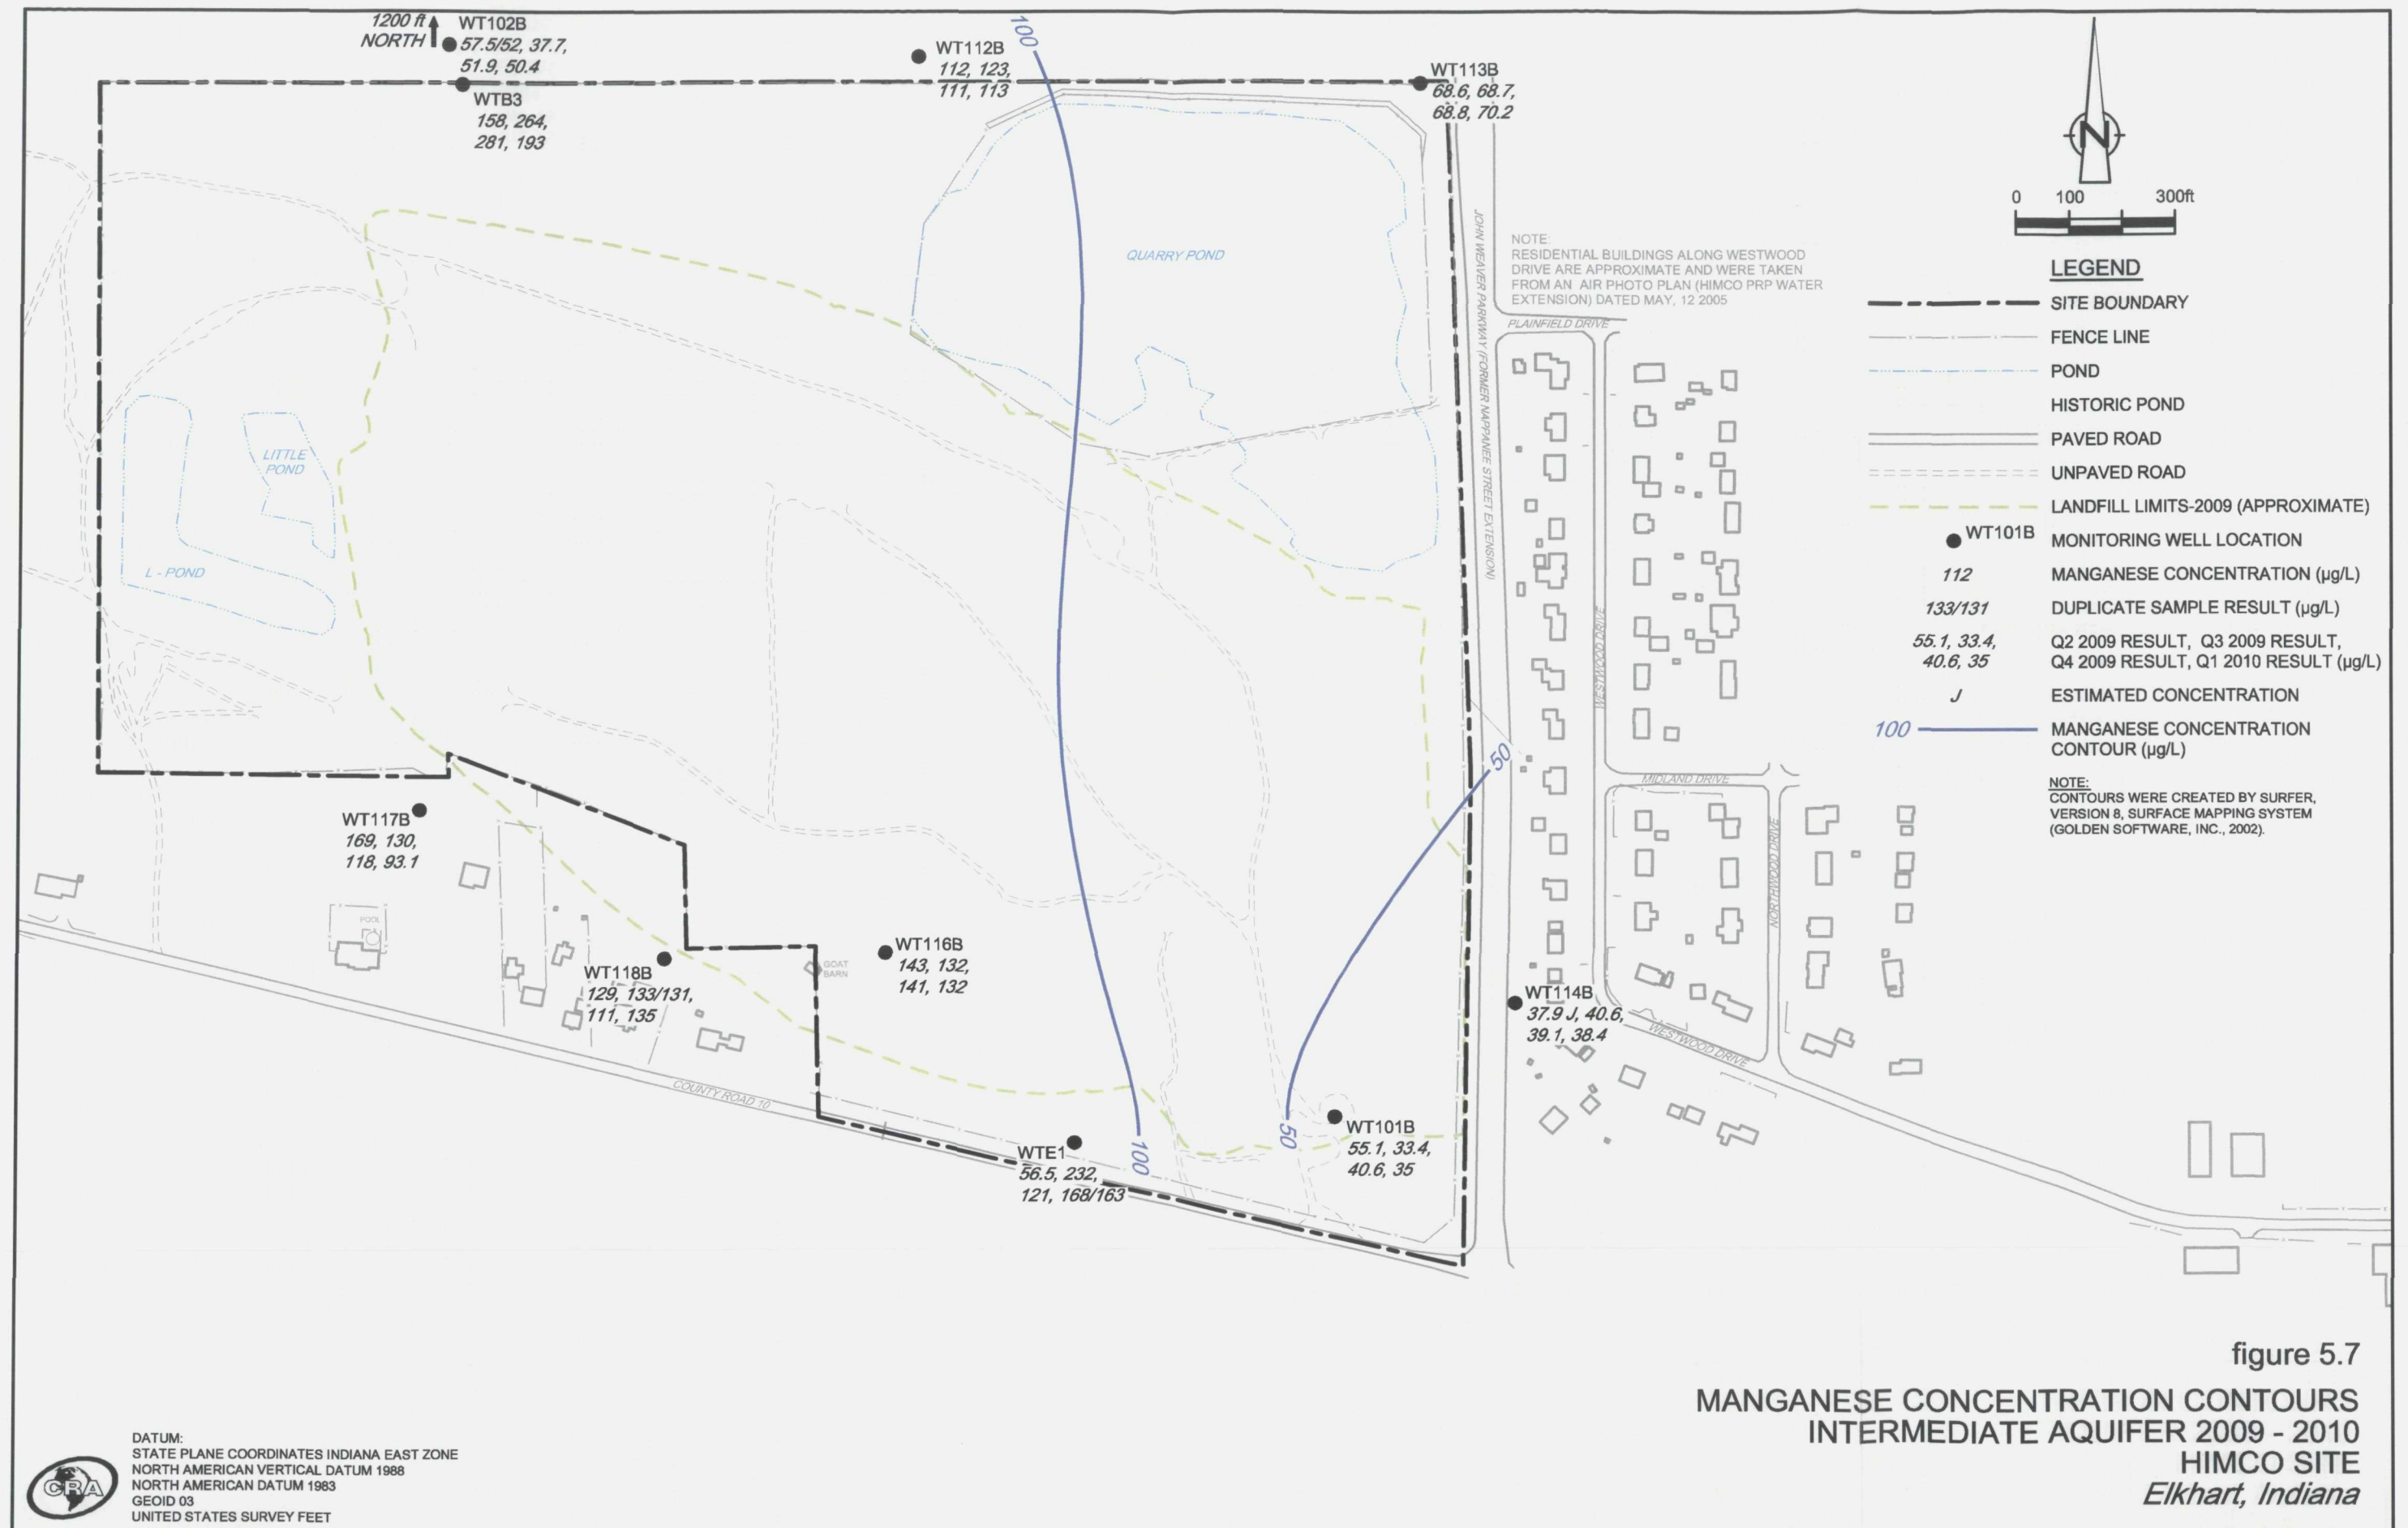 1200 ft
NORTH
WT102B
57.5/52, 37.7,
51.9, 50.4
WTB3
158, 264,
281, 193
WT112B
112, 123,
111, 113
100
WT113B
68.6, 68.7,
68.8, 70.2
N
0 100 300ft
QUARRY POND
JOHN WEAVER PARKWAY (FORMER NAPPANEE STREET EXTENSION)
NOTE:
RESIDENTIAL BUILDINGS ALONG WESTWOOD
DRIVE ARE APPROXIMATE AND WERE TAKEN
FROM AN AIR PHOTO PLAN (HIMCO PRP WATER
EXTENSION) DATED MAY, 12 2005
PLAINFIELD DRIVE
LEGEND
SITE BOUNDARY
FENCE LINE
POND
HISTORIC POND
PAVED ROAD
UNPAVED ROAD
LANDFILL LIMITS-2009 (APPROXIMATE)
WT101B
MONITORING WELL LOCATION
112
MANGANESE CONCENTRATION (µg/L)
133/131
DUPLICATE SAMPLE RESULT (µg/L)
55.1, 33.4,
40.6, 35
Q2 2009 RESULT, Q3 2009 RESULT,
Q4 2009 RESULT, Q1 2010 RESULT (µg/L)
J
ESTIMATED CONCENTRATION
100
MANGANESE CONCENTRATION
CONTOUR (µg/L)
NOTE:
CONTOURS WERE CREATED BY SURFER,
VERSION 8, SURFACE MAPPING SYSTEM
(GOLDEN SOFTWARE, INC., 2002).
LITTLE
POND
L - POND
WESTWOOD DRIVE
50
MIDLAND DRIVE
NORTHWOOD DRIVE
WT117B
169, 130,
118, 93.1
POOL
WT118B
129, 133/131,
111, 135
GOAT
BARN
WT116B
143, 132,
141, 132
WT114B
37.9 J, 40.6,
39.1, 38.4
WESTWOOD DRIVE
COUNTY ROAD 10
WTE1
56.5, 232,
121, 168/163
100
50
WT101B
55.1, 33.4,
40.6, 35
figure 5.7
MANGANESE CONCENTRATION CONTOURS
INTERMEDIATE AQUIFER 2009 - 2010
HIMCO SITE
Elkhart, Indiana
CRA
DATUM:
STATE PLANE COORDINATES INDIANA EAST ZONE
NORTH AMERICAN VERTICAL DATUM 1988
NORTH AMERICAN DATUM 1983
GEOID 03
UNITED STATES SURVEY FEET